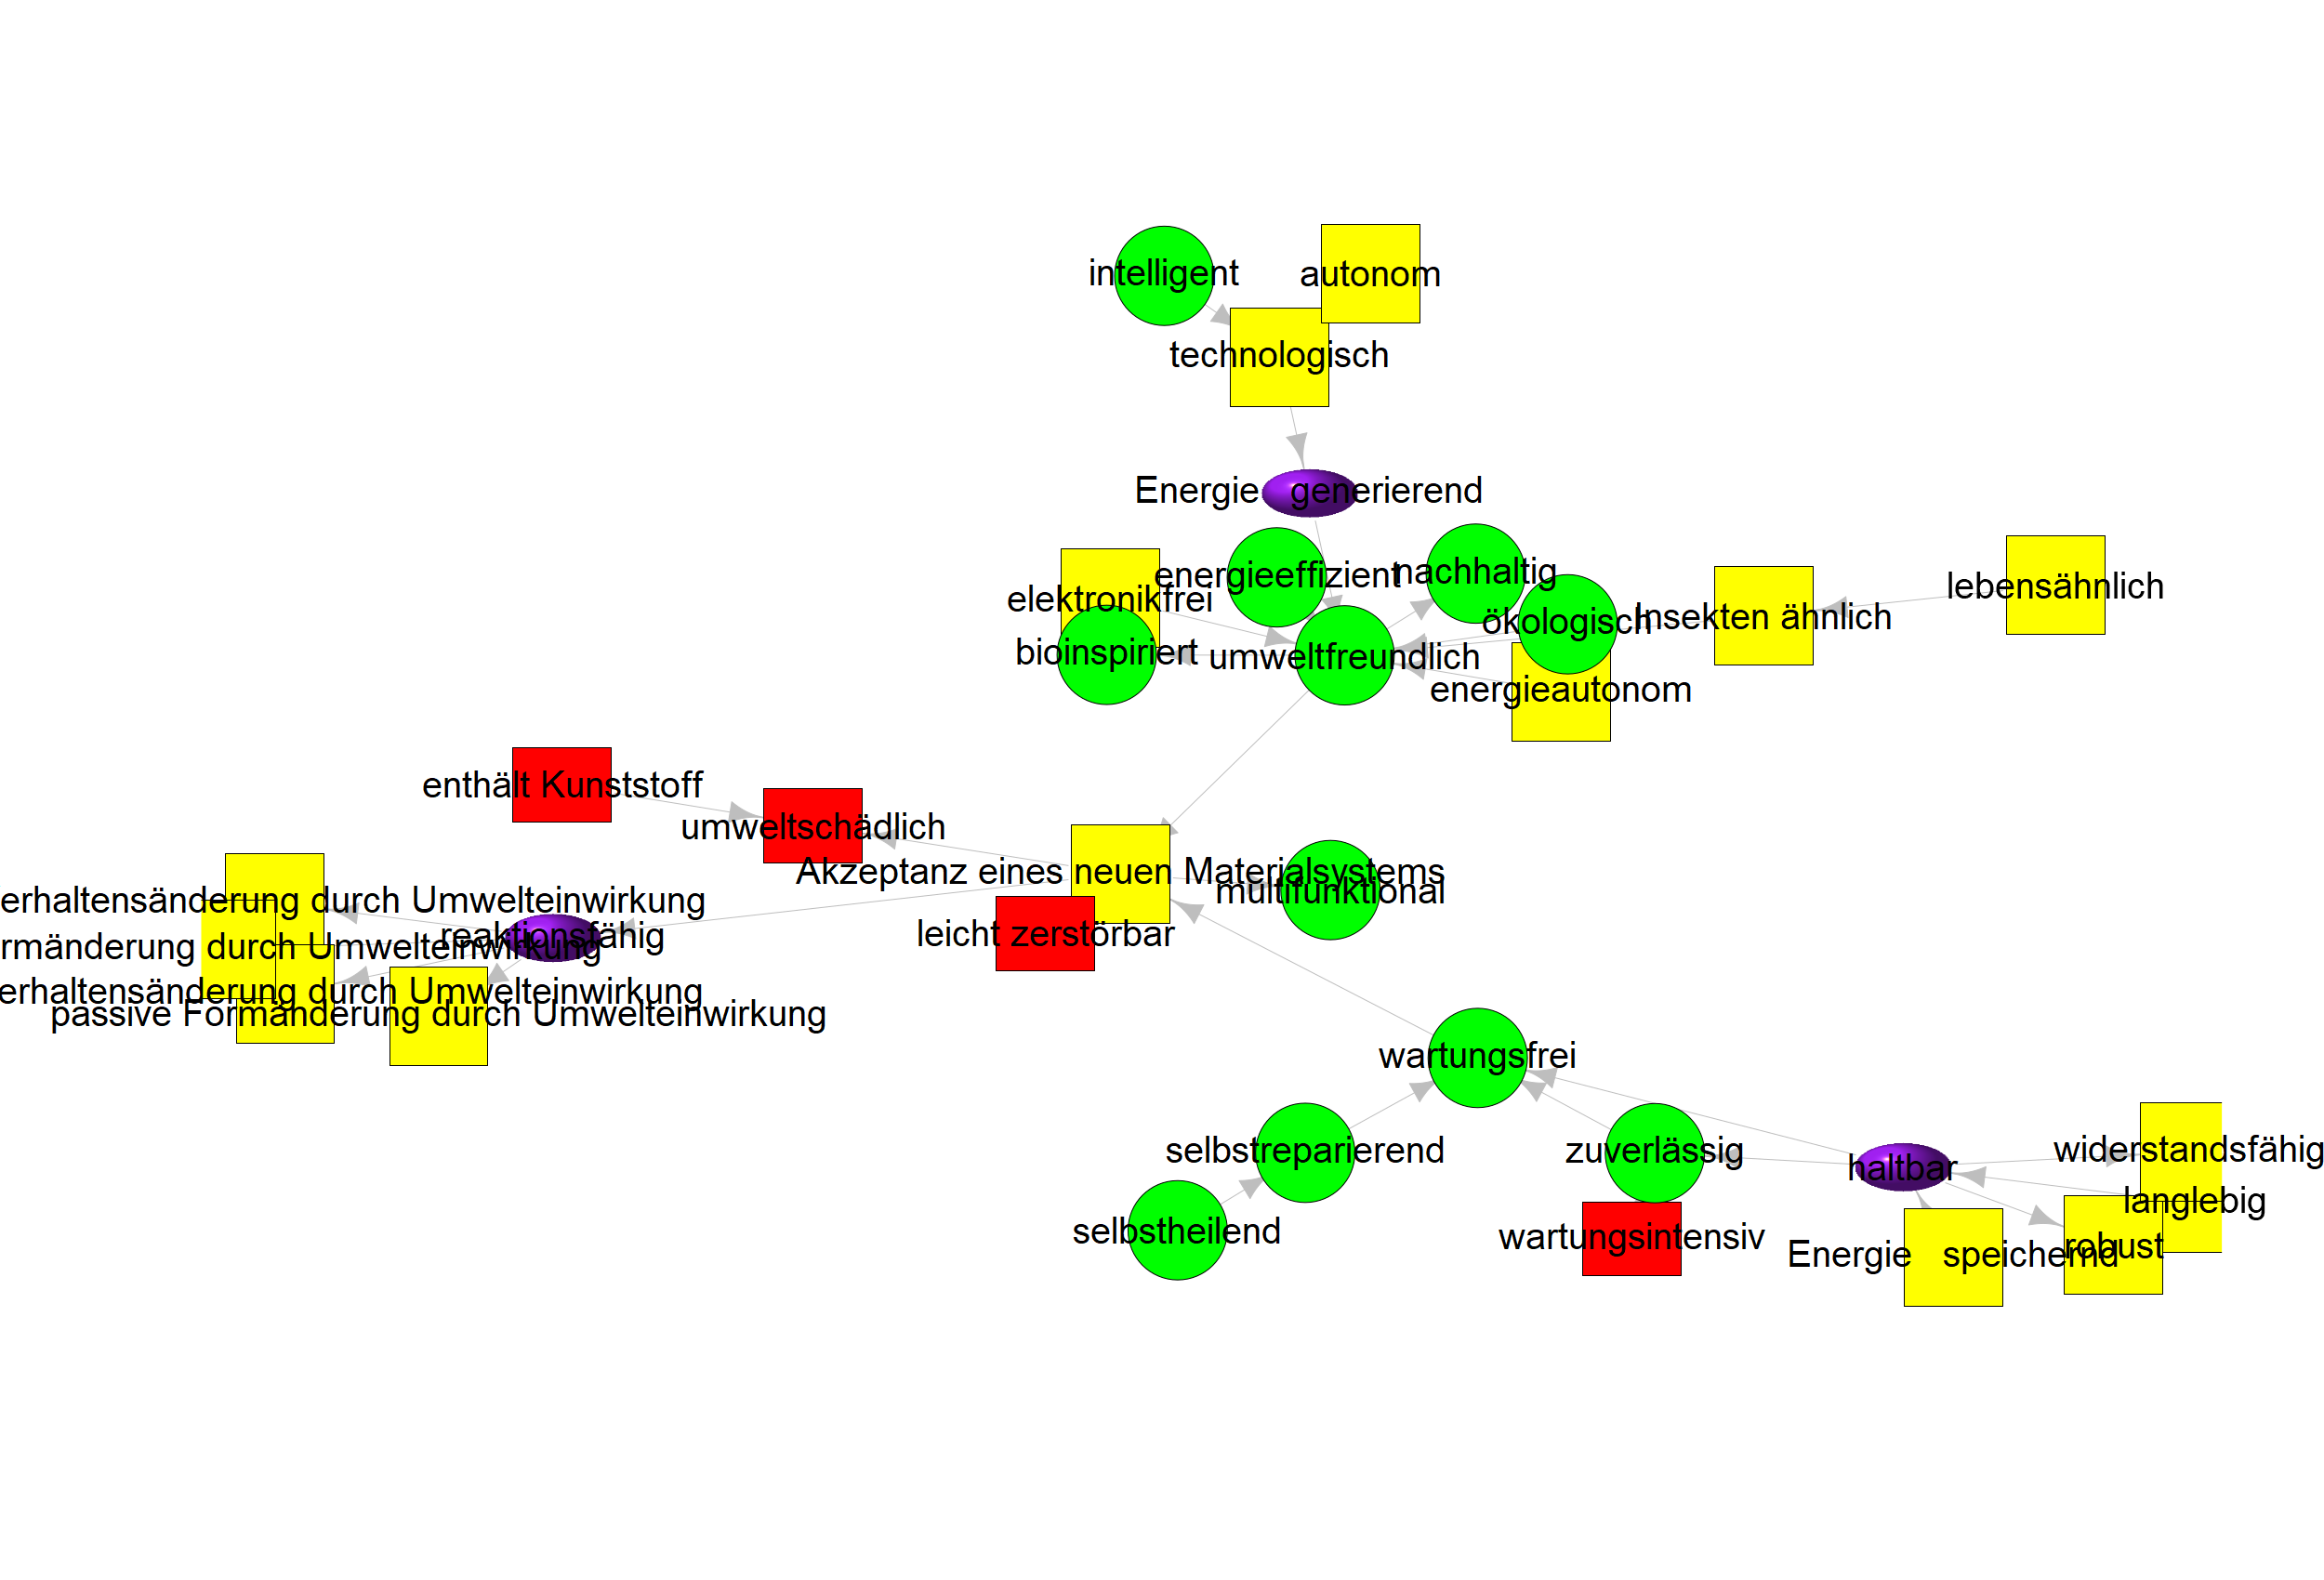 intelligent
autonom
technologisch
Energie generierend
energieeffizient
nachhaltig
elektronikfrei
lebensähnlich
Insekten ähnlich
ökologisch
bioinspiriert
umweltfreundlich
energieautonom
enthält Kunststoff
umweltschädlich
Akzeptanz eines neuen Materialsystems
multifunktional
erhaltensänderung durch Umwelteinwirkung
reaktionsfähig
leicht zerstörbar
rmänderung durch Umwelteinwirkung
erhaltensänderung durch Umwelteinwirkung
passive Formänderung durch Umwelteinwirkung
wartungsfrei
selbstreparierend
zuverlässig
widerstandsfähig
haltbar
langlebig
selbstheilend
wartungsintensiv
Energie speichernd
robust